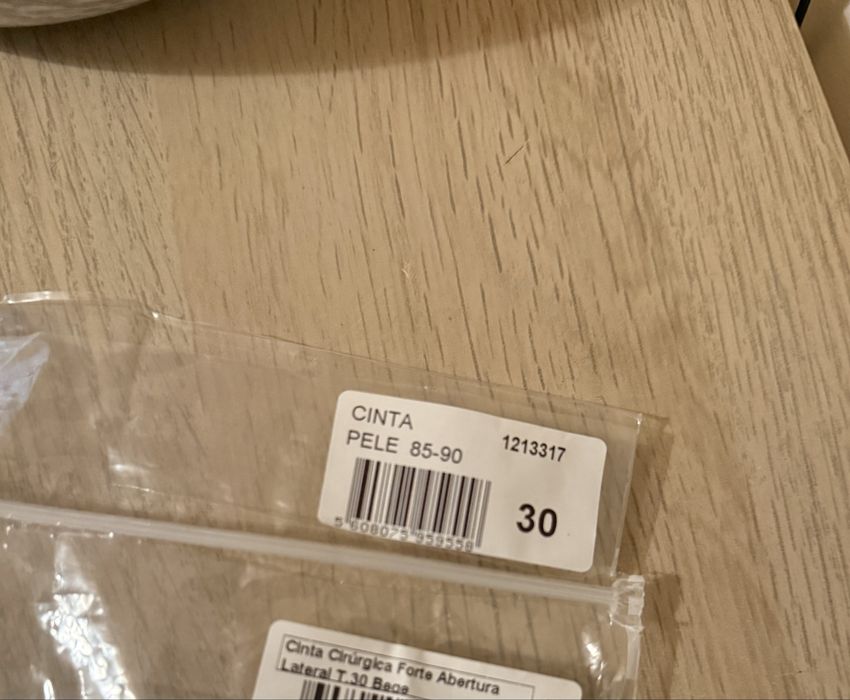 CINTA
PELE 85-90
1213317
30
Cinta Cirúrgica Forte Abertura
Lateral T.30 Bege